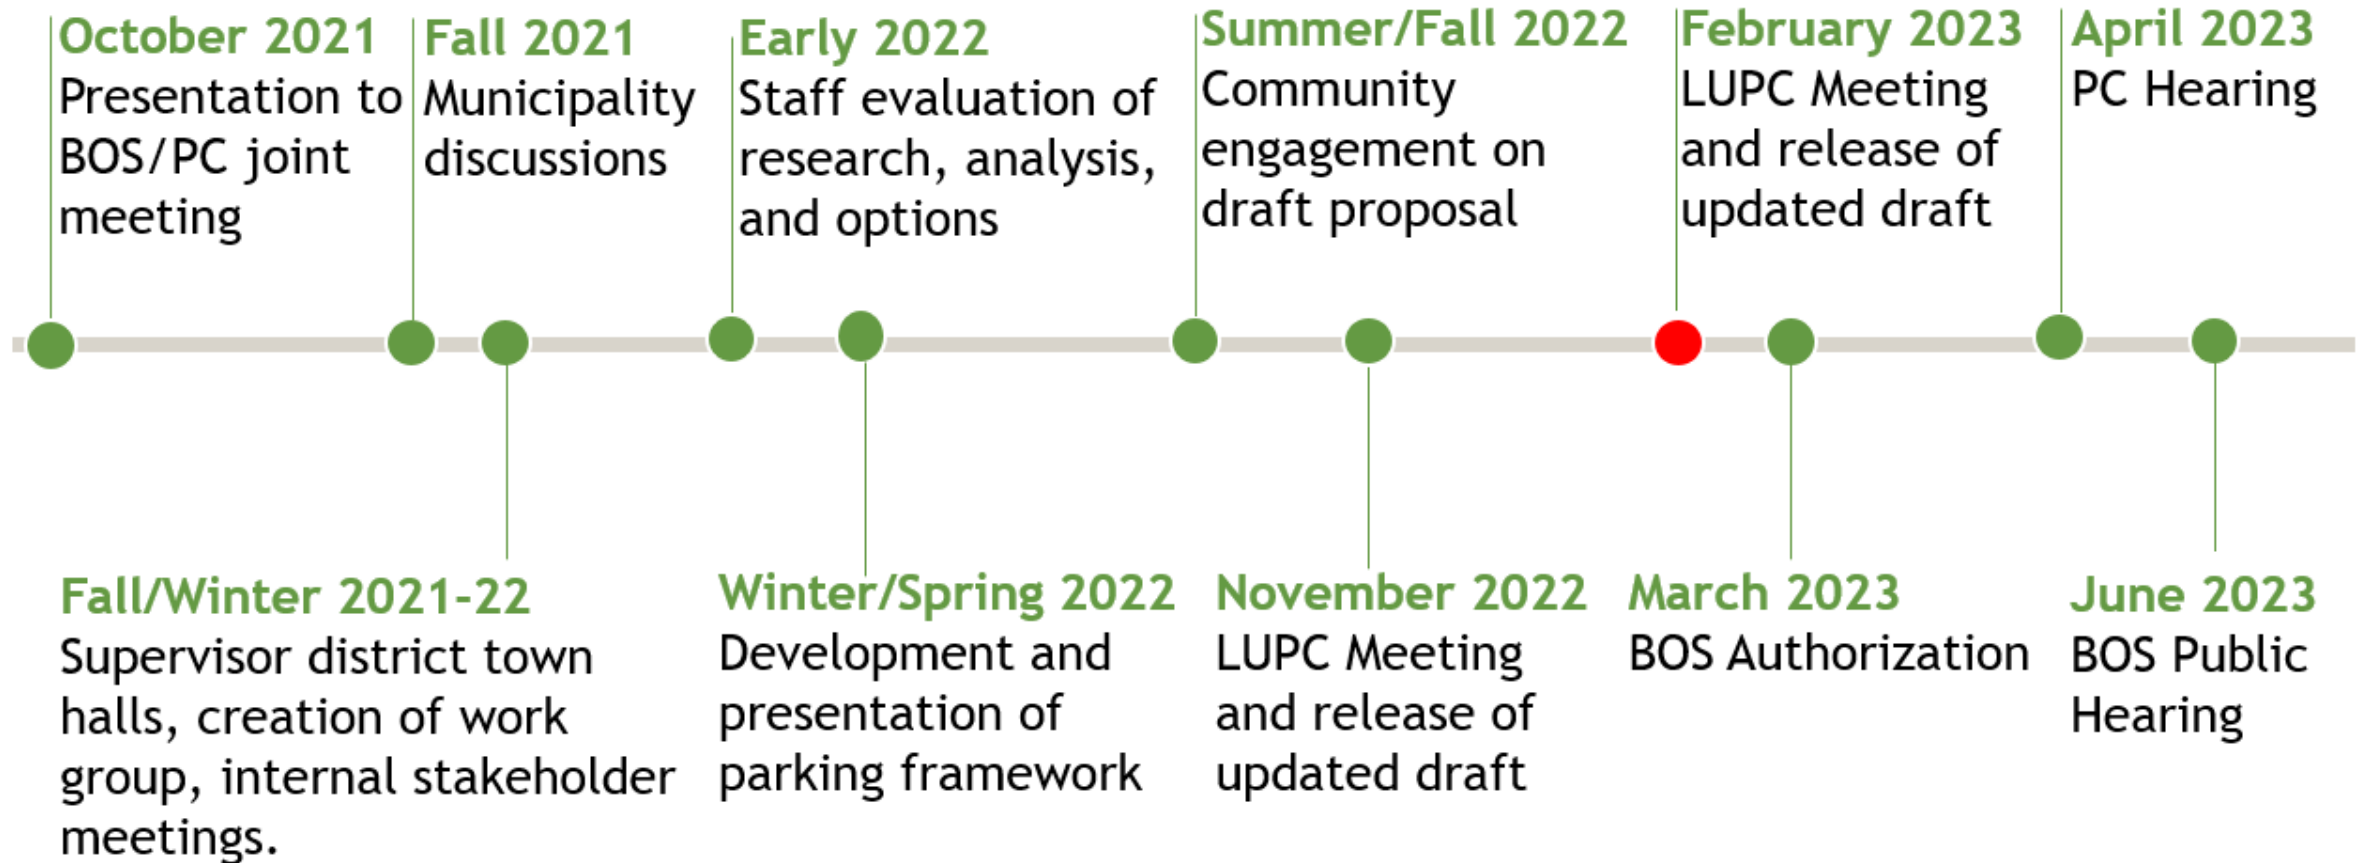 October 2021
Presentation to
BOS/PC joint
meeting
Fall 2021
Municipality
discussions
Early 2022
Staff evaluation of
research, analysis,
and options
Summer/Fall 2022
Community
engagement on
draft proposal
February 2023
LUPC Meeting
and release of
updated draft
April 2023
PC Hearing
Fall/Winter 2021-22
Supervisor district town
halls, creation of work
group, internal stakeholder
meetings.
Winter/Spring 2022
Development and
presentation of
parking framework
November 2022
LUPC Meeting
and release of
updated draft
March 2023
BOS Authorization
June 2023
BOS Public
Hearing